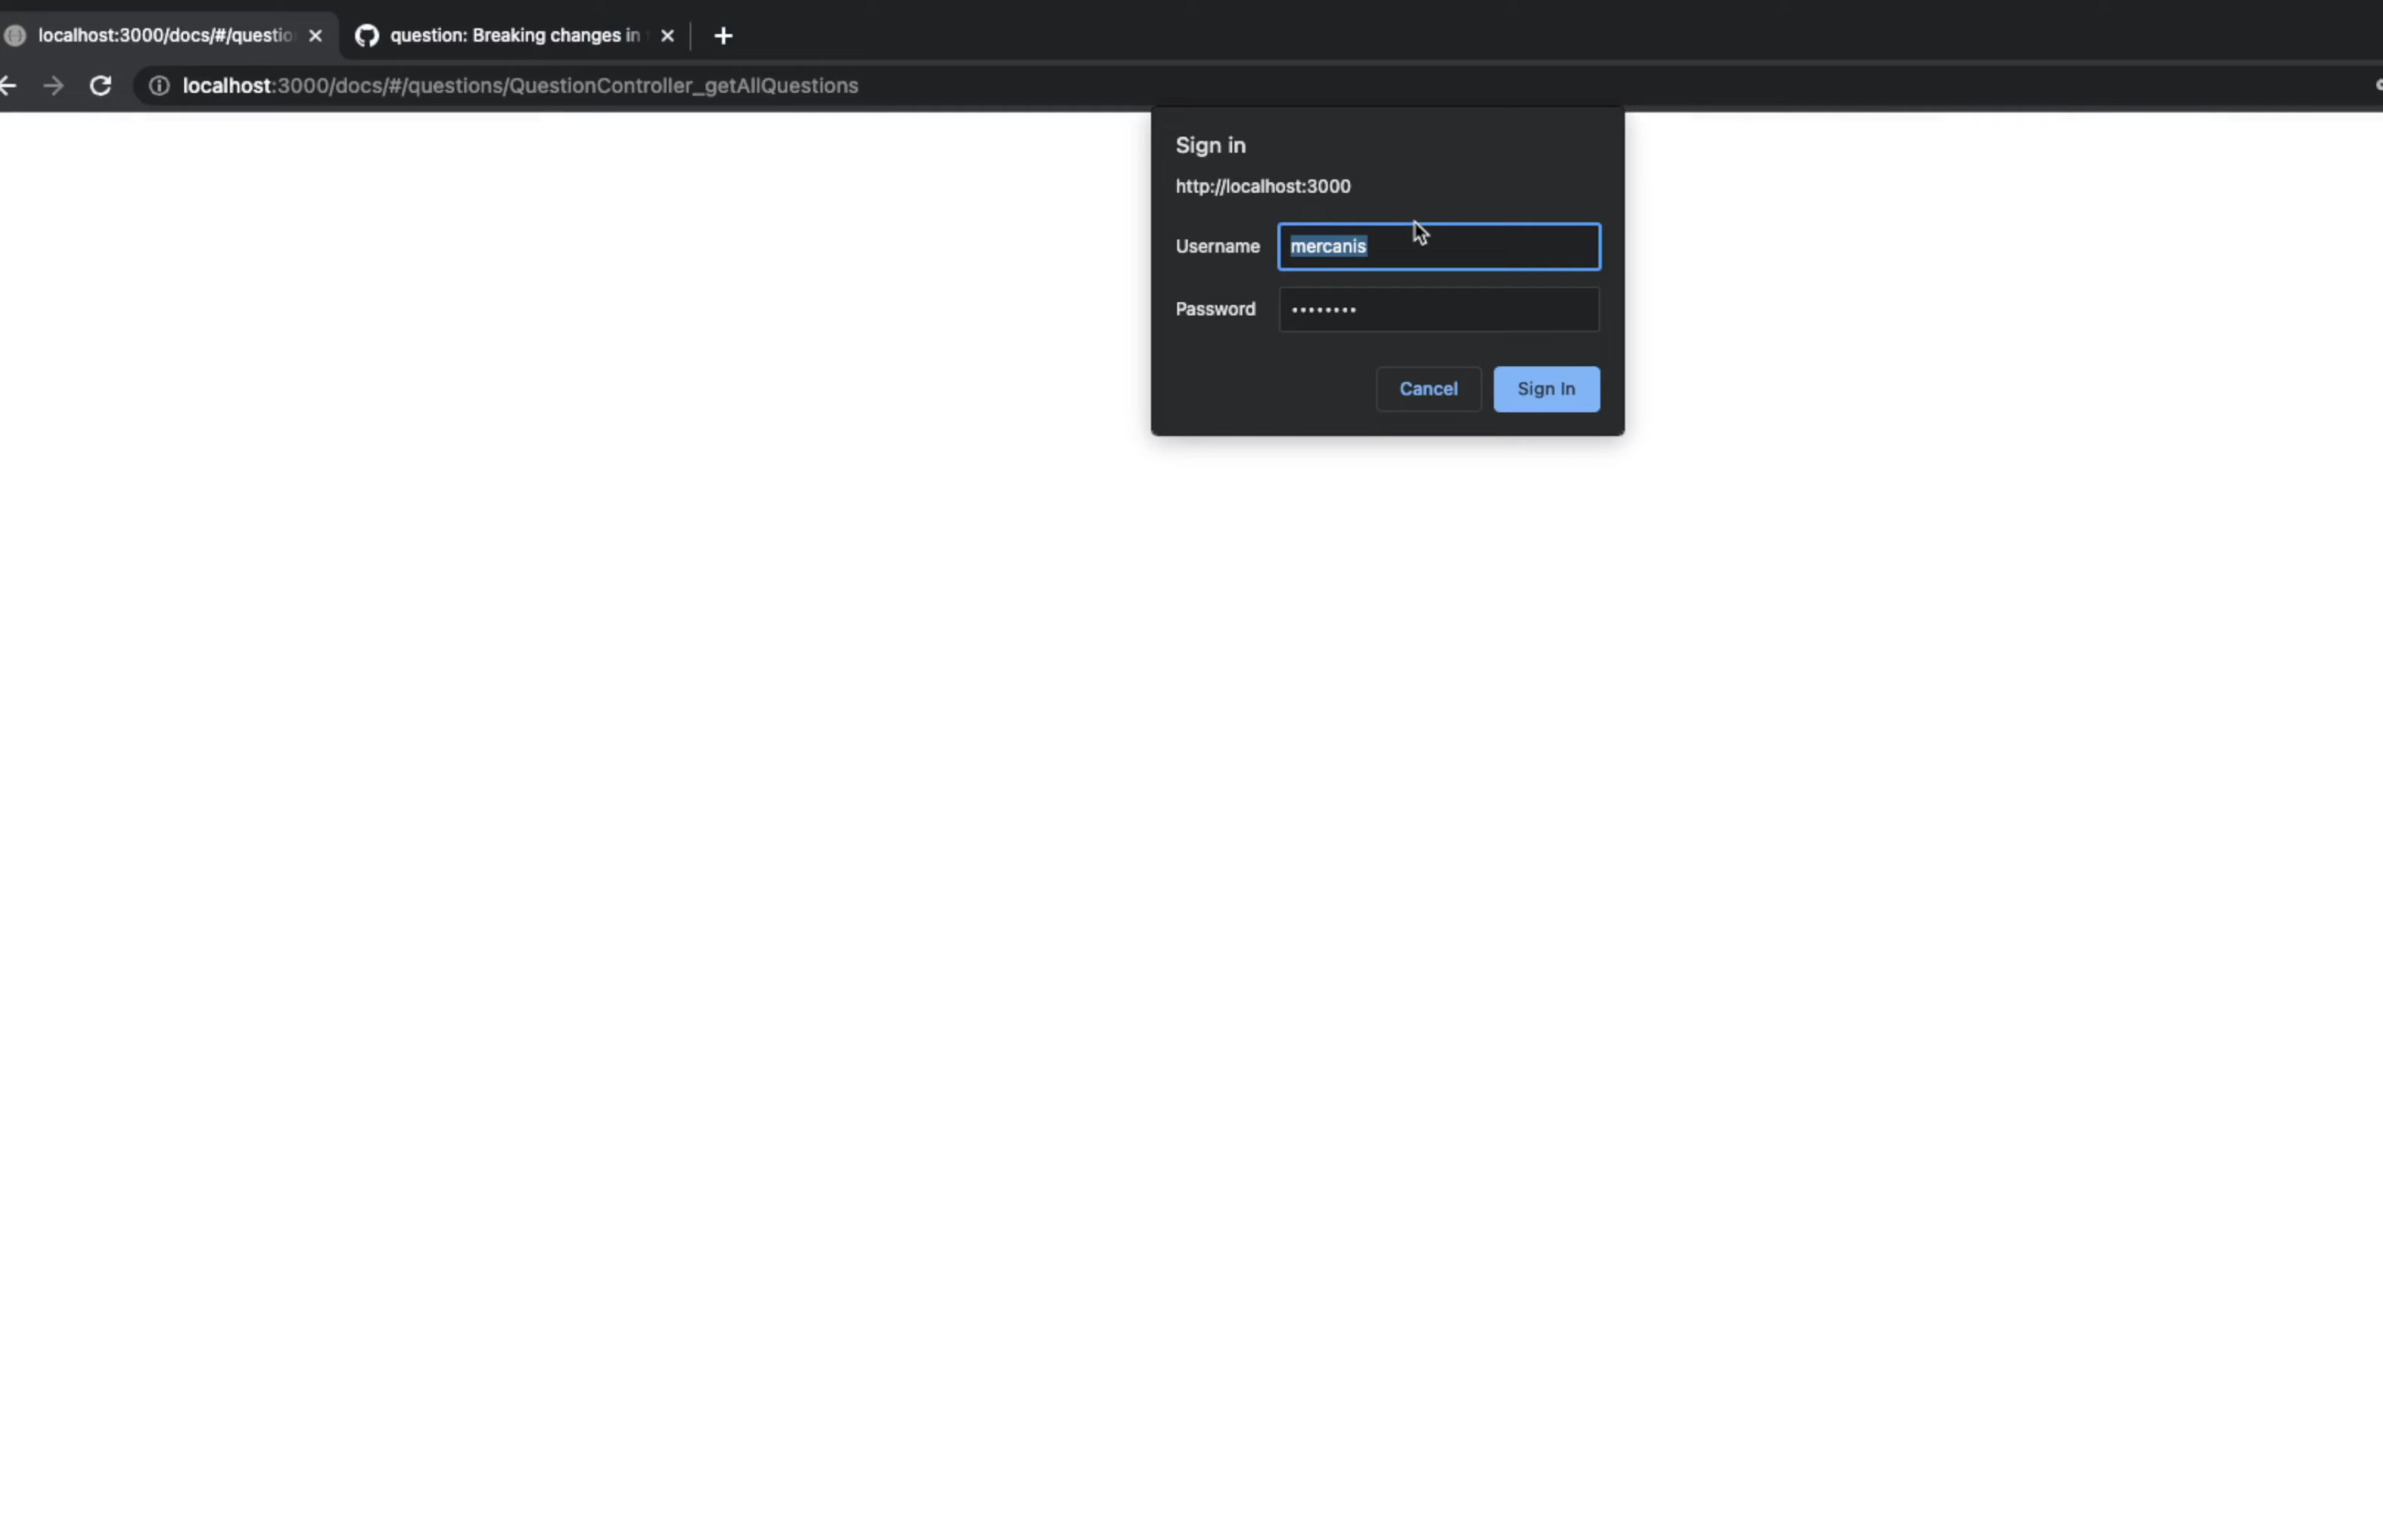 localhost:3000/docs/#/questio
question: Breaking changes in
localhost:3000/docs/#/questions/QuestionController_getAllQuestions
Sign in
http://localhost:3000
Username mercanis
Password ••••••••
Cancel Sign In